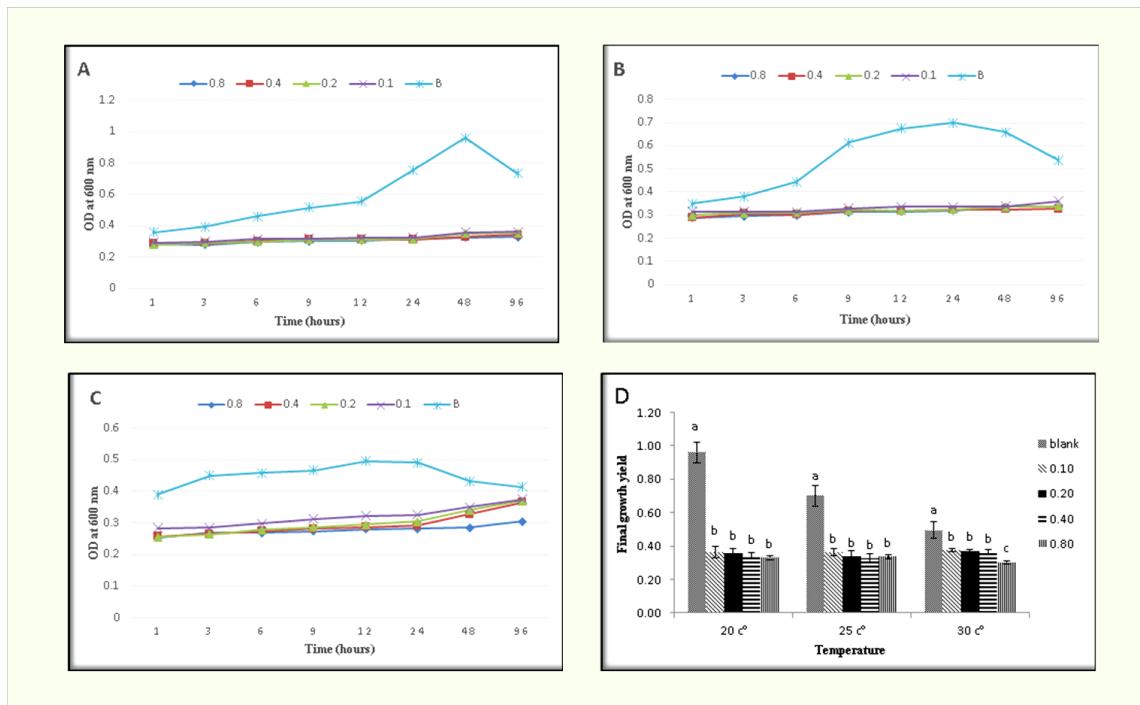 A
0.8 0.4 0.2 0.1 B
1.2
1
0.8
0.6
0.4
0.2
0
OD at 600 nm
1 3 6 9 12 24 48 96
Time (hours)
B
0.8 0.4 0.2 0.1 B
0.8
0.7
0.6
0.5
0.4
0.3
0.2
0.1
0
OD at 600 nm
1 3 6 9 12 24 48 96
Time (hours)
C
0.8 0.4 0.2 0.1 B
0.6
0.5
0.4
0.3
0.2
0.1
0
OD at 600 nm
1 3 6 9 12 24 48 96
Time (hours)
D
1.20
1.00
0.80
0.60
0.40
0.20
0.00
Final growth yield
a b b b b
a b b b b
a b b b c
20 c° 25 c° 30 c°
Temperature
blank
0.10
0.20
0.40
0.80